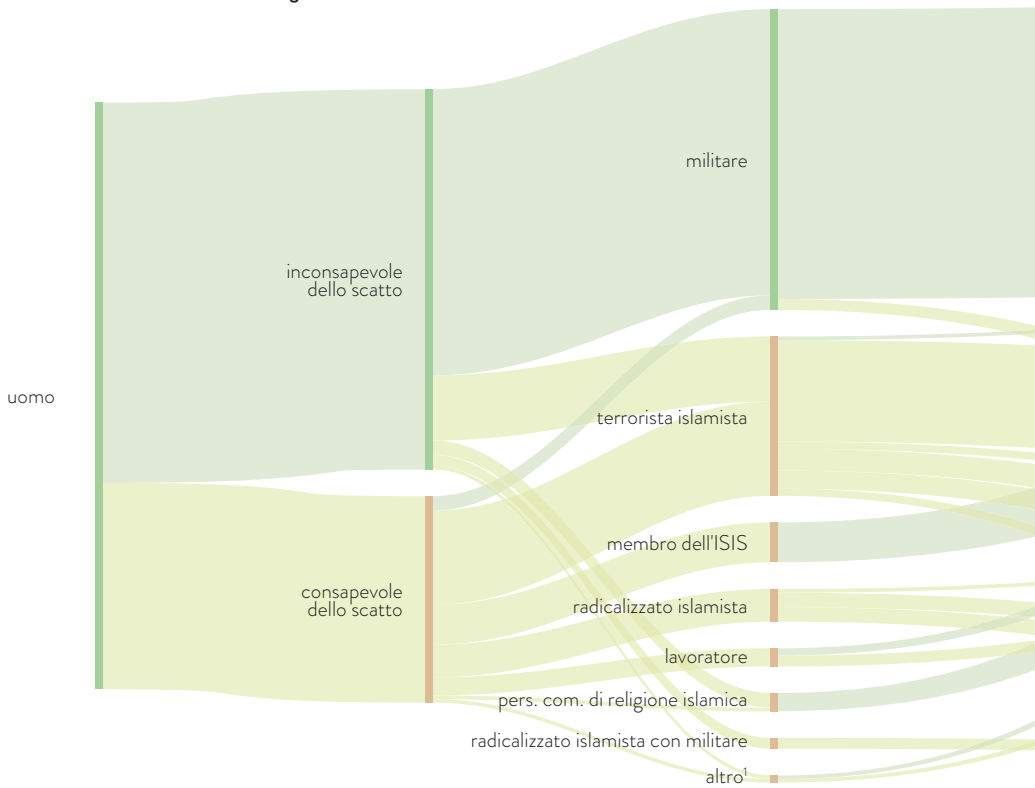 militare
inconsapevole
dello scatto
uomo
terrorista islamista
membro dell'ISIS
consapevole
dello scatto
radicalizzato islamista
lavoratore
pers. com. di religione islamica
radicalizzato islamista con militare
altro¹